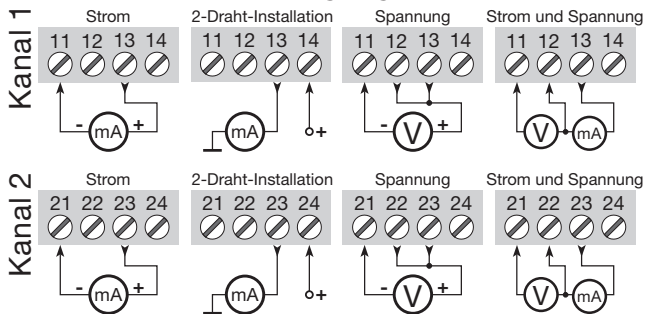 Kanal 1
Strom 2-Draht-Installation Spannung Strom und Spannung
11 12 13 14 11 12 13 14 11 12 13 14 11 12 13 14
- mA + mA + - V + V mA
Kanal 2
Strom 2-Draht-Installation Spannung Strom und Spannung
21 22 23 24 21 22 23 24 21 22 23 24 21 22 23 24
- mA + mA + - V + V mA